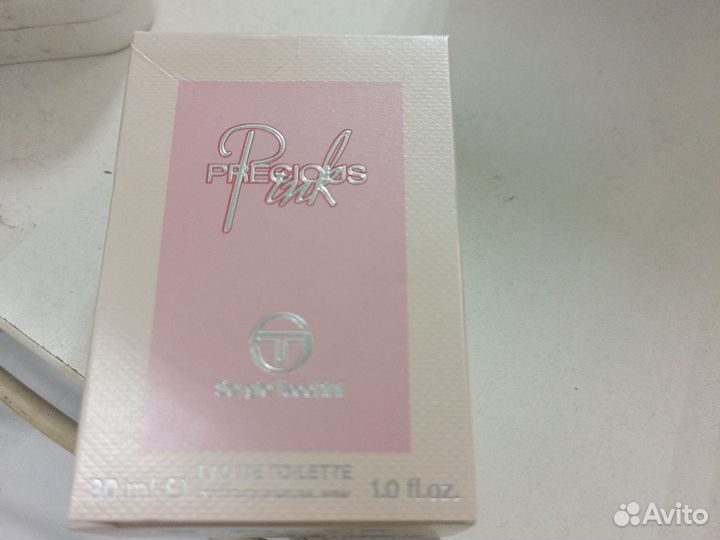 PRECIOUS
Pink
Sergio Tacchini
EAU DE TOILETTE
30 ml ℮ 1.0 fl.oz.
Avito